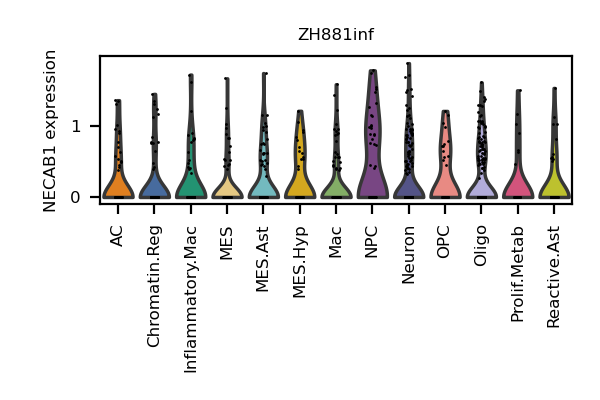 ZH881inf
NECAB1 expression
1
0
AC
Chromatin.Reg
Inflammatory.Mac
MES
MES.Ast
MES.Hyp
Mac
NPC
Neuron
OPC
Oligo
Prolif.Metab
Reactive.Ast